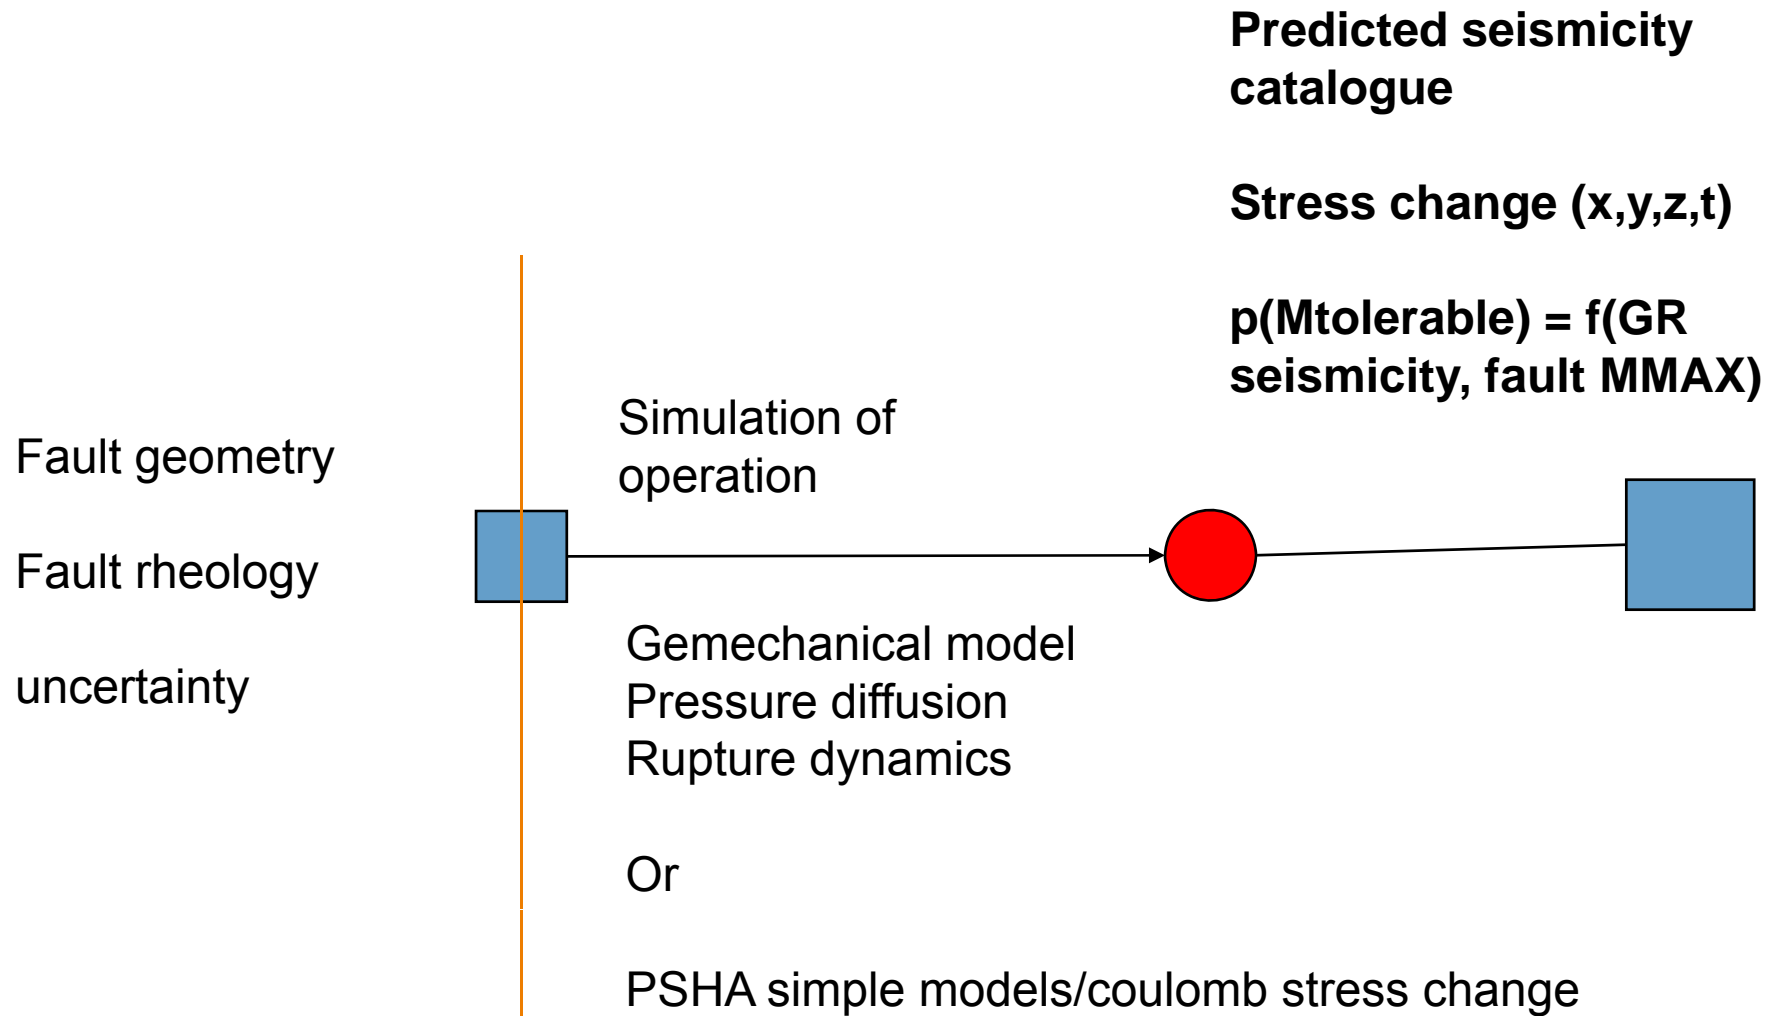 Predicted seismicity
catalogue
Stress change (x,y,z,t)
p(Mtolerable) = f(GR
seismicity, fault MMAX)
Fault geometry
Fault rheology
uncertainty
Simulation of
operation
Gemechanical model
Pressure diffusion
Rupture dynamics
Or
PSHA simple models/coulomb stress change